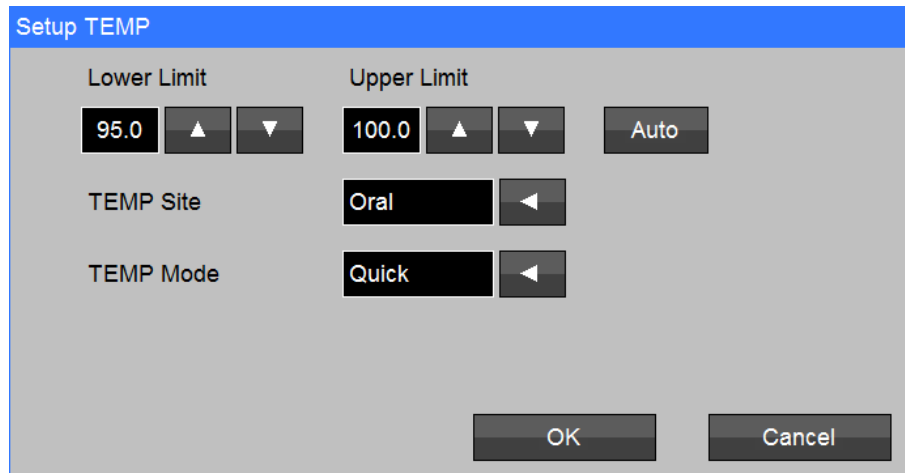 Setup TEMP
Lower Limit Upper Limit
95.0 100.0 Auto
TEMP Site Oral
TEMP Mode Quick
OK Cancel